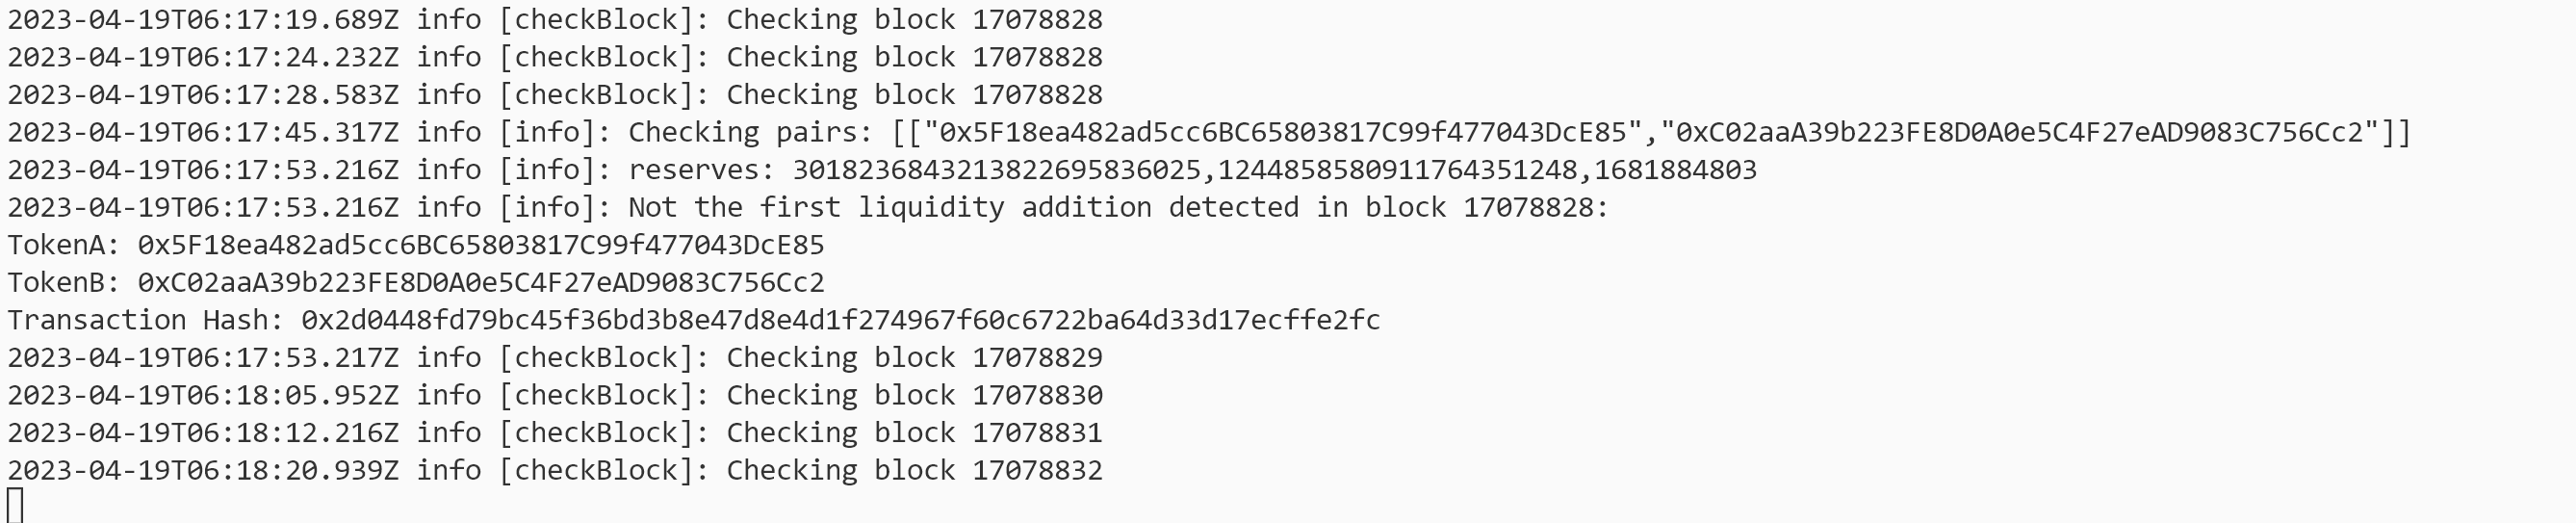 2023-04-19T06:17:19.689Z info [checkBlock]: Checking block 17078828
2023-04-19T06:17:24.232Z info [checkBlock]: Checking block 17078828
2023-04-19T06:17:28.583Z info [checkBlock]: Checking block 17078828
2023-04-19T06:17:45.317Z info [info]: Checking pairs: [["0x5F18ea482ad5cc6BC65803817C99f477043DcE85","0xC02aaA39b223FE8D0A0e5C4F27eAD9083C756Cc2"]]
2023-04-19T06:17:53.216Z info [info]: reserves: 3018236843213822695836025,1244858580911764351248,1681884803
2023-04-19T06:17:53.216Z info [info]: Not the first liquidity addition detected in block 17078828:
TokenA: 0x5F18ea482ad5cc6BC65803817C99f477043DcE85
TokenB: 0xC02aaA39b223FE8D0A0e5C4F27eAD9083C756Cc2
Transaction Hash: 0x2d0448fd79bc45f36bd3b8e47d8e4d1f274967f60c6722ba64d33d17ecffe2fc
2023-04-19T06:17:53.217Z info [checkBlock]: Checking block 17078829
2023-04-19T06:18:05.952Z info [checkBlock]: Checking block 17078830
2023-04-19T06:18:12.216Z info [checkBlock]: Checking block 17078831
2023-04-19T06:18:20.939Z info [checkBlock]: Checking block 17078832